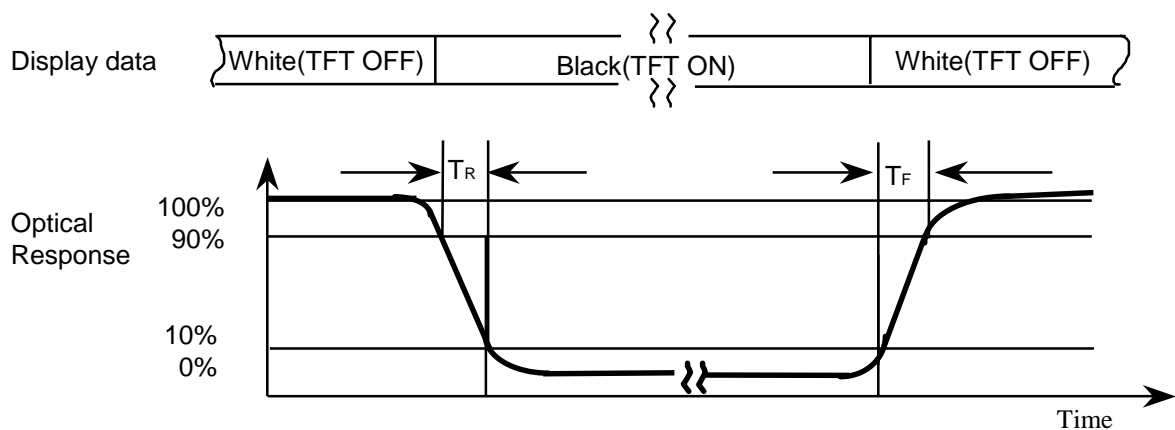 Display data
White(TFT OFF)
Black(TFT ON)
White(TFT OFF)
TR
TF
Optical
Response
100%
90%
10%
0%
Time